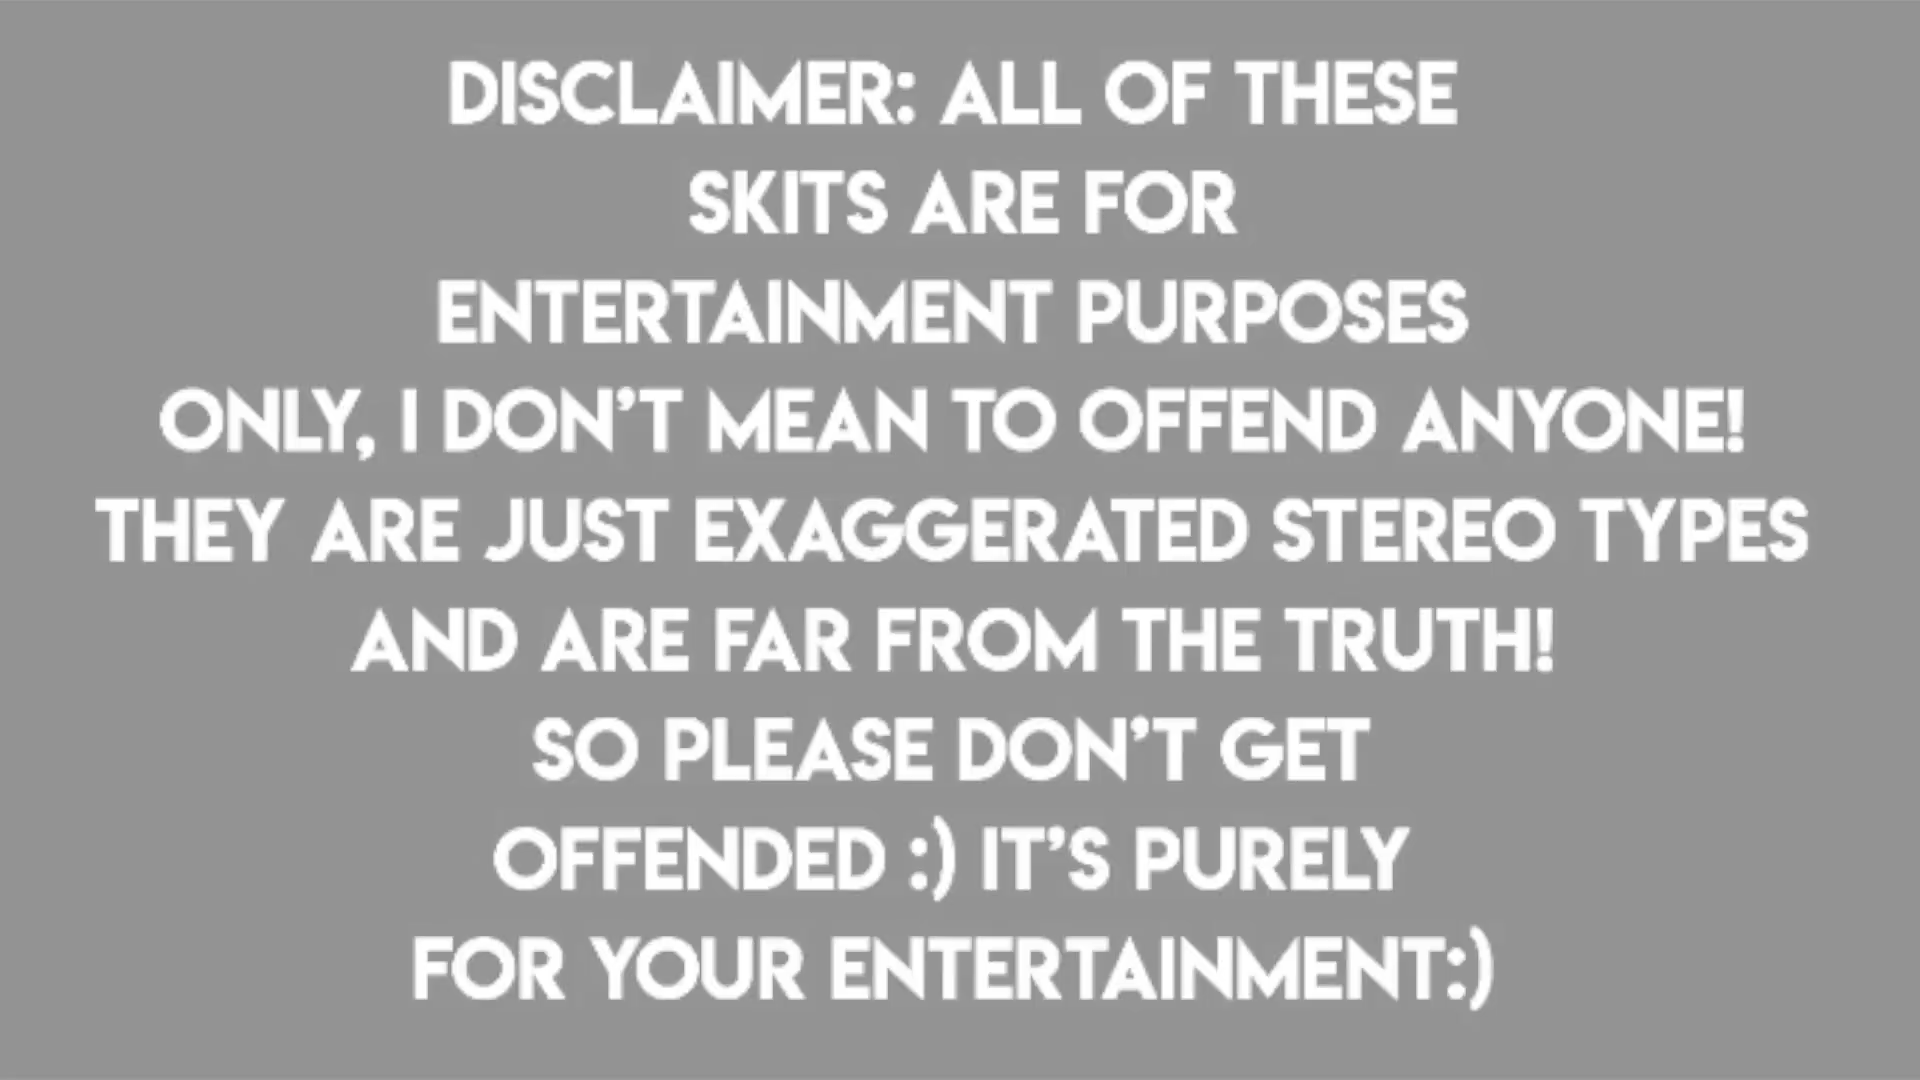 DISCLAIMER: ALL OF THESE
SKITS ARE FOR
ENTERTAINMENT PURPOSES
ONLY, I DON'T MEAN TO OFFEND ANYONE!
THEY ARE JUST EXAGGERATED STEREO TYPES
AND ARE FAR FROM THE TRUTH!
SO PLEASE DON'T GET
OFFENDED :) IT'S PURELY
FOR YOUR ENTERTAINMENT:)